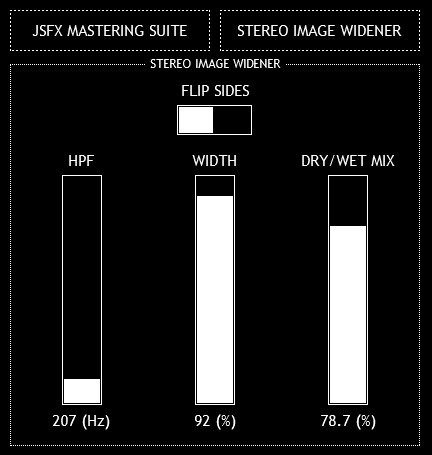 JSFX MASTERING SUITE STEREO IMAGE WIDENER
STEREO IMAGE WIDENER
FLIP SIDES
HPF WIDTH DRY/WET MIX
207 (Hz) 92 (%) 78.7 (%)